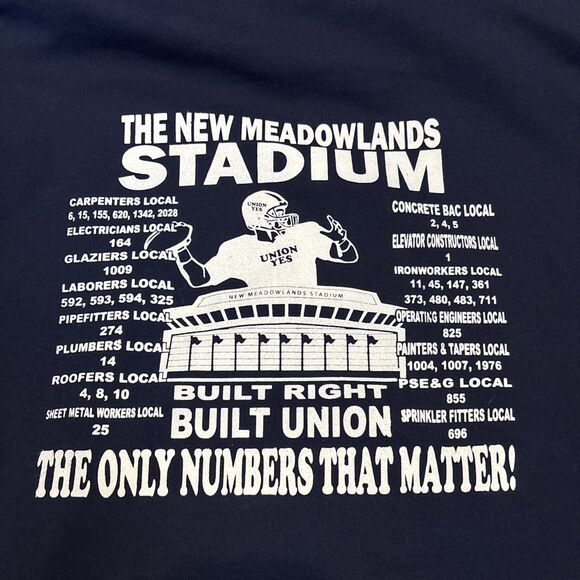 THE NEW MEADOWLANDS
STADIUM
CARPENTERS LOCAL
6, 15, 155, 620, 1342, 2028
ELECTRICIANS LOCAL
164
GLAZIERS LOCAL
1009
LABORERS LOCAL
592, 593, 594, 325
PIPEFITTERS LOCAL
274
PLUMBERS LOCAL
14
ROOFERS LOCAL
4, 8, 10
SHEET METAL WORKERS LOCAL
25
UNION
YES
UNION
YES
NEW MEADOWLANDS STADIUM
CONCRETE BAC LOCAL
2, 4, 5
ELEVATOR CONSTRUCTORS LOCAL
1
IRONWORKERS LOCAL
11, 45, 147, 361
373, 480, 483, 711
OPERATING ENGINEERS LOCAL
825
PAINTERS & TAPERS LOCAL
1004, 1007, 1976
PSE&G LOCAL
855
SPRINKLER FITTERS LOCAL
696
BUILT RIGHT
BUILT UNION
THE ONLY NUMBERS THAT MATTER!